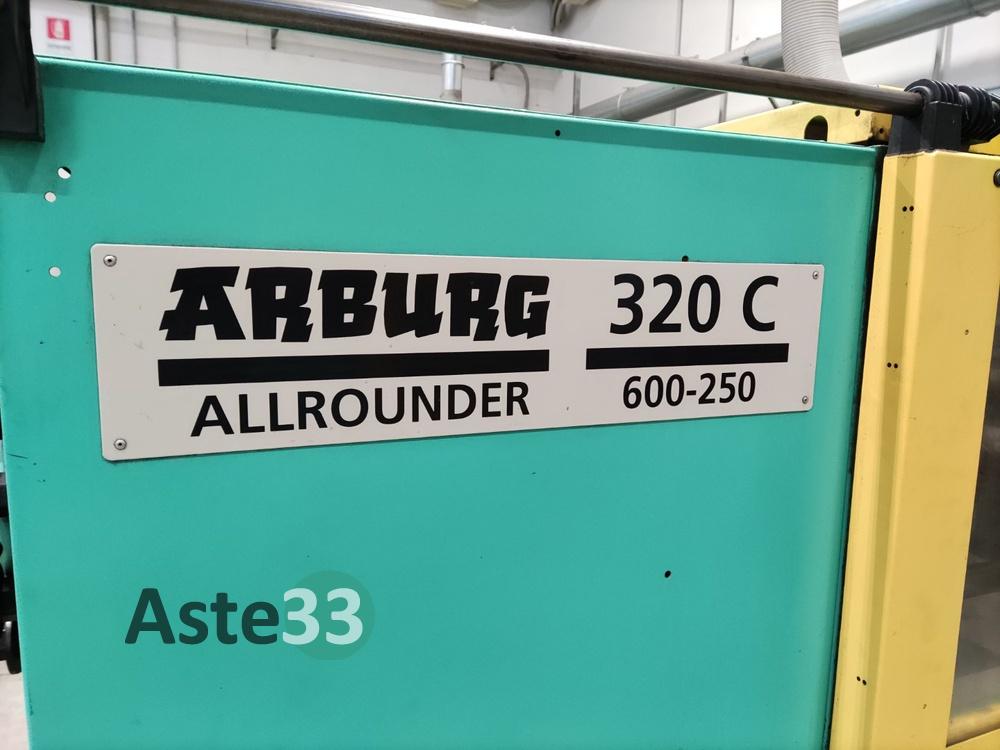 ARBURG
ALLROUNDER
320 C
600-250
Aste33